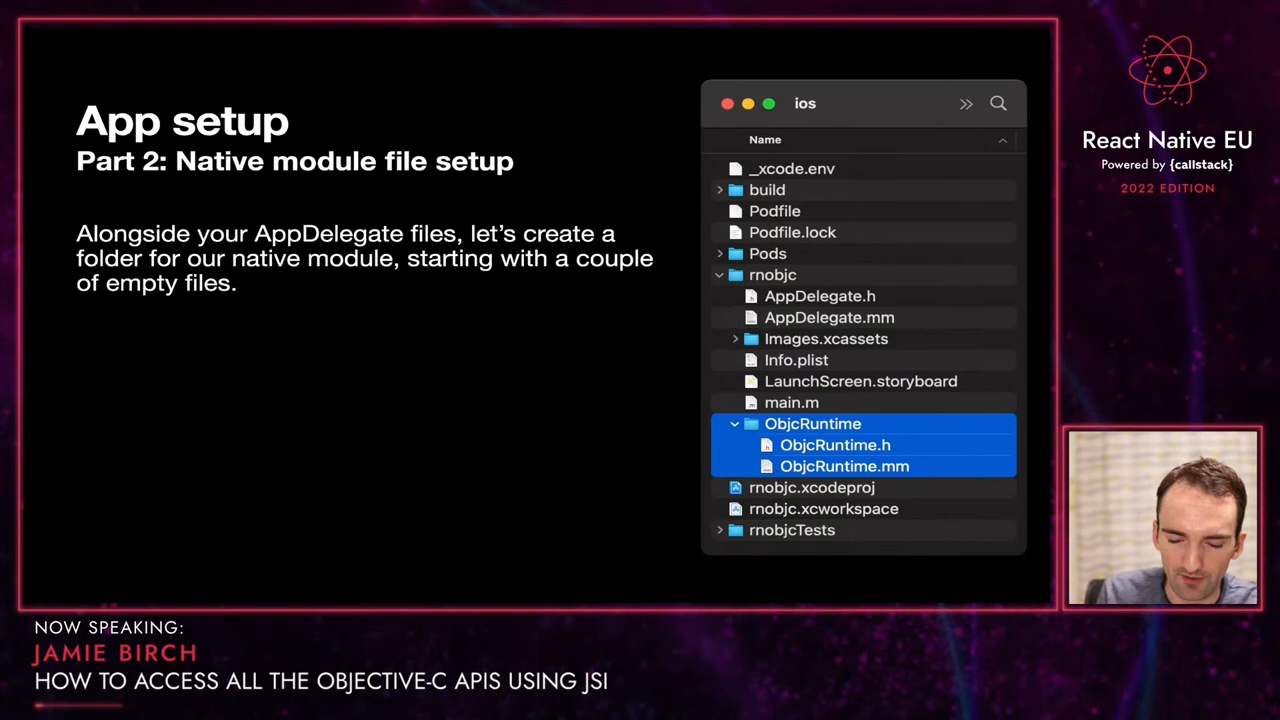 App setup
Part 2: Native module file setup
Alongside your AppDelegate files, let's create a
folder for our native module, starting with a couple
of empty files.
ios
Name
_xcode.env
build
Podfile
Podfile.lock
Pods
rnobjc
AppDelegate.h
AppDelegate.mm
Images.xcassets
Info.plist
LaunchScreen.storyboard
main.m
ObjcRuntime
ObjcRuntime.h
ObjcRuntime.mm
rnobjc.xcodeproj
rnobjc.xcworkspace
rnobjcTests
React Native EU
Powered by {callstack}
2022 EDITION
NOW SPEAKING:
JAMIE BIRCH
HOW TO ACCESS ALL THE OBJECTIVE-C APIS USING JSI